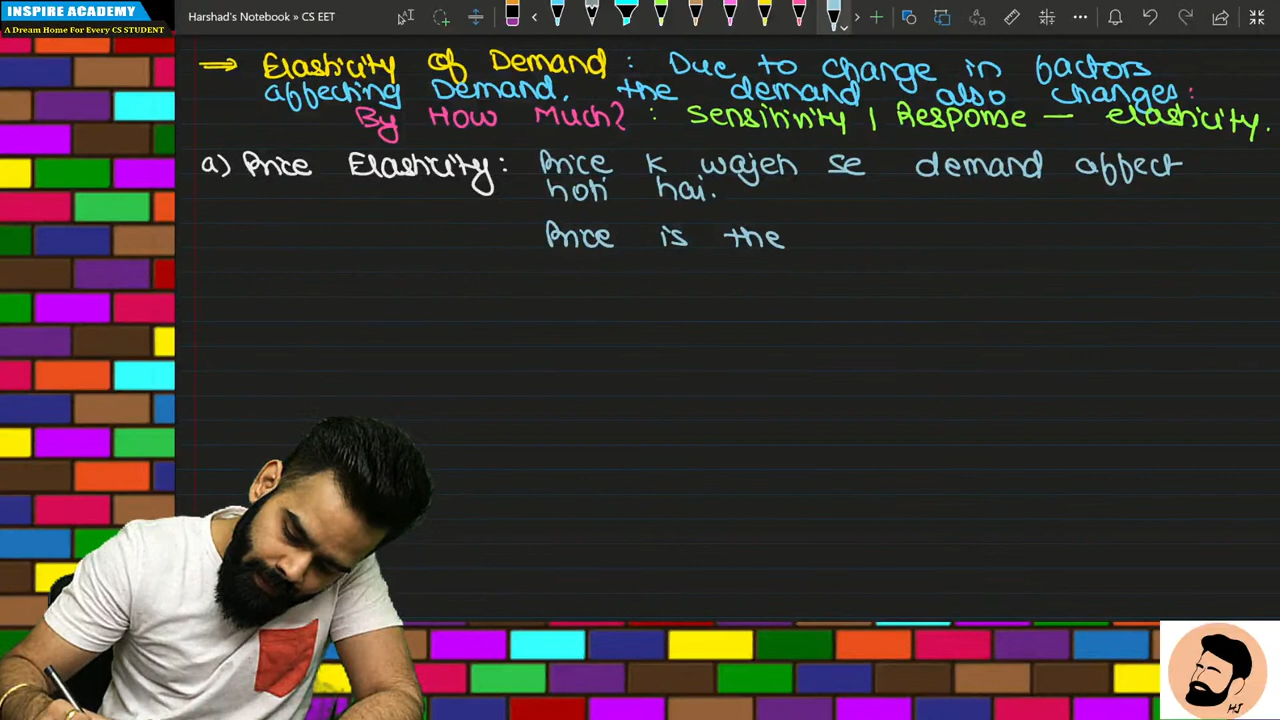 INSPIRE ACADEMY
A Dream Home For Every CS STUDENT
Harshad's Notebook » CS EET
⇒ Elasticity of Demand : Due to change in factors
affecting Demand, the demand also changes:
By How Much? : Sensitivity / Response — elasticity.
a) Price Elasticity: Price k wajeh se demand affect
hoti hai.
Price is the
HJ